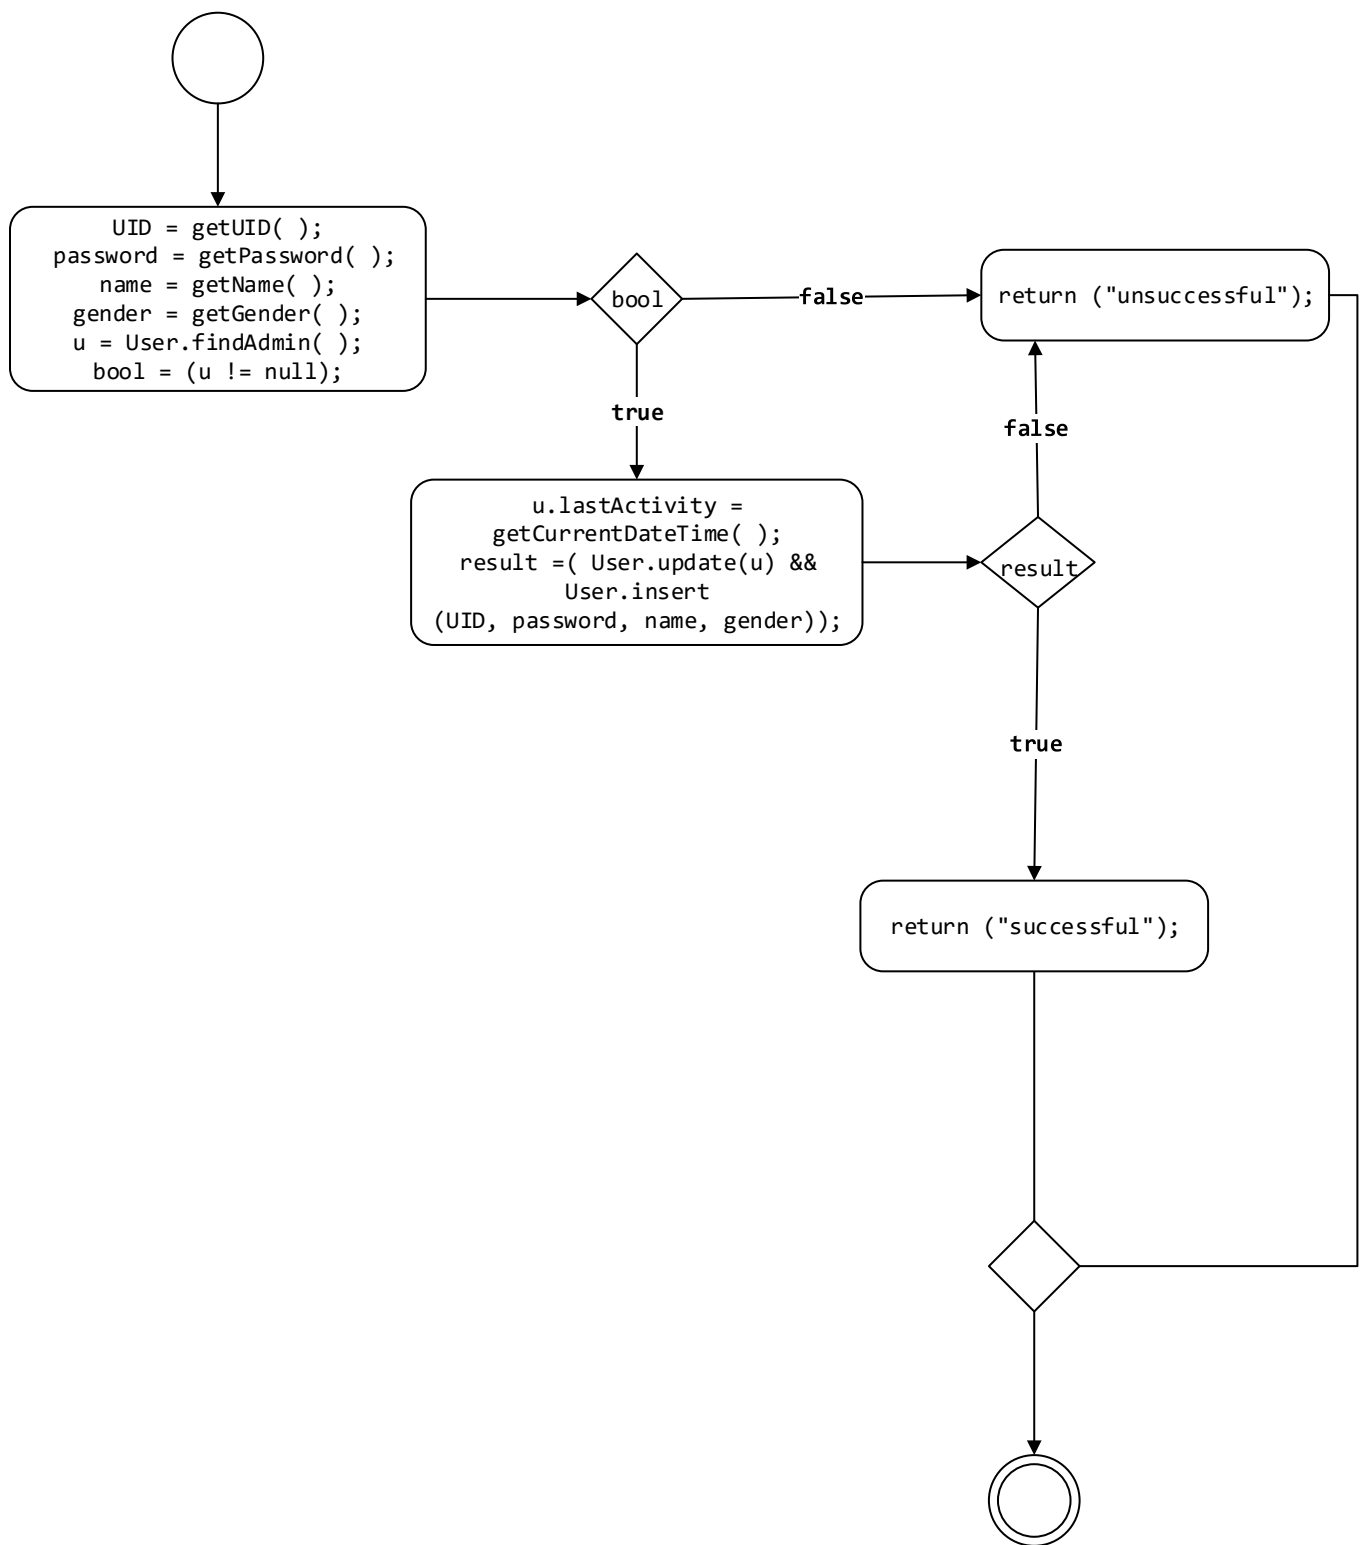 UID = getUID( );
password = getPassword( );
name = getName( );
gender = getGender( );
u = User.findAdmin( );
bool = (u != null);
bool
false
return ("unsuccessful");
true
false
u.lastActivity =
getCurrentDateTime( );
result =( User.update(u) &&
User.insert
(UID, password, name, gender));
result
true
return ("successful");